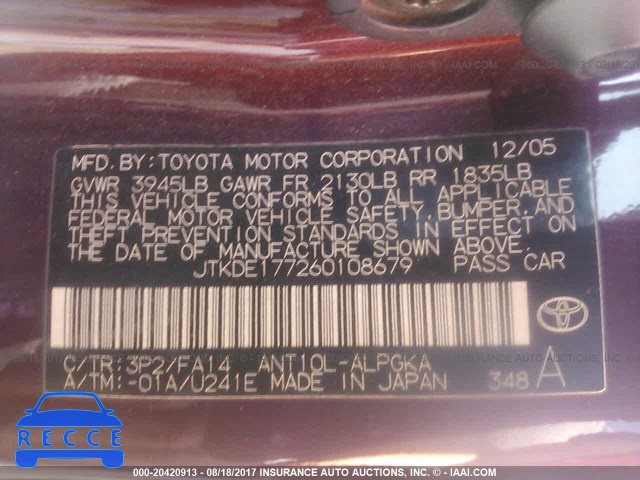 MFD. BY: TOYOTA MOTOR CORPORATION 12/05
GVWR 3945LB GAWR FR 2130LB RR 1835LB
THIS VEHICLE CONFORMS TO ALL APPLICABLE
FEDERAL MOTOR VEHICLE SAFETY, BUMPER, AND
THEFT PREVENTION STANDARDS IN EFFECT ON
THE DATE OF MANUFACTURE SHOWN ABOVE.
JTKDE177260108679 PASS CAR
C/TR: 3P2/FA14 ANT10L-ALPGKA
A/TM: -01A/U241E MADE IN JAPAN 348 A
000-20420913 - 08/18/2017 INSURANCE AUTO AUCTIONS - © - IAAI.COM